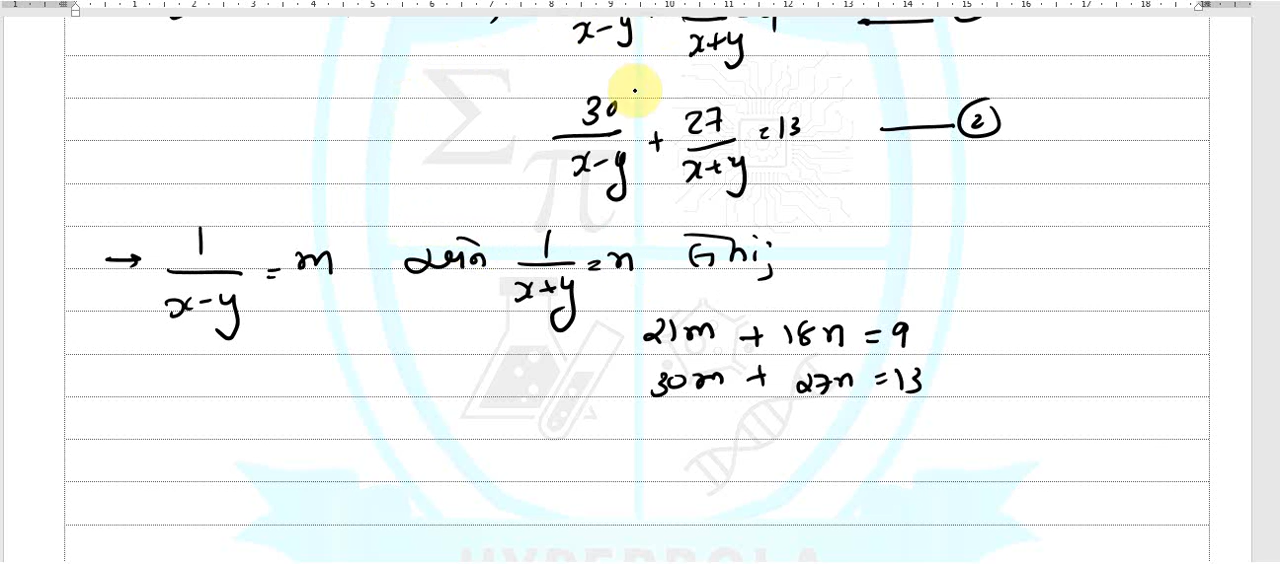 x-y x+y
30/(x-y) + 27/(x+y) = 13 —— ②
→ 1/(x-y) = m 1/(x+y) = n
21m + 18n = 9
30m + 27n = 13